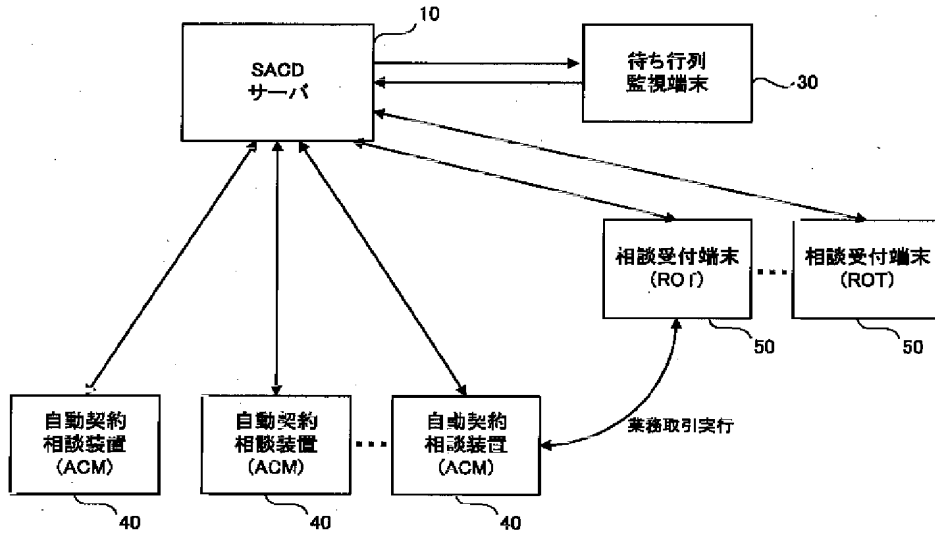 10
SACD
サーバ
待ち行列
監視端末
30
相談受付端末
(ROT)
50
相談受付端末
(ROT)
50
自動契約
相談装置
(ACM)
40
自動契約
相談装置
(ACM)
40
自動契約
相談装置
(ACM)
40
業務取引実行